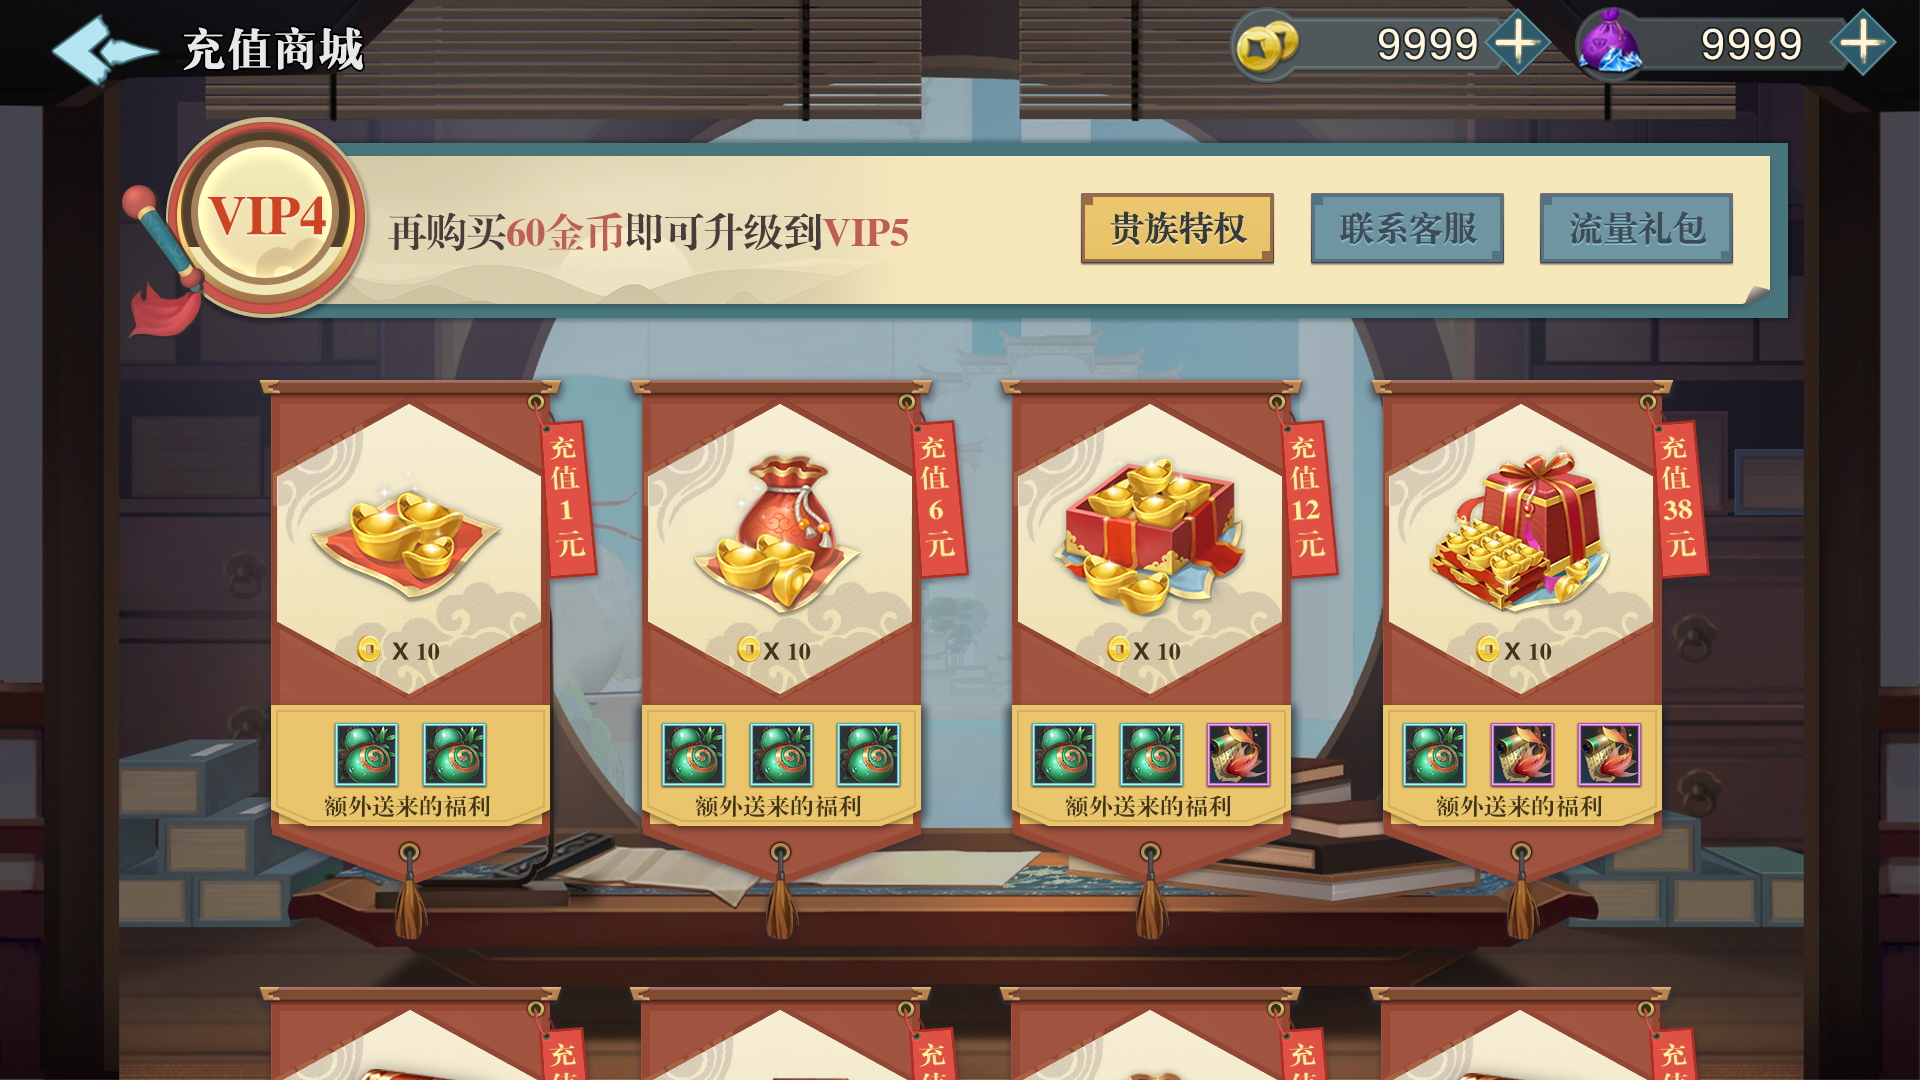 充值商城
9999
9999
VIP4
再购买60金币即可升级到VIP5
贵族特权
联系客服
流量礼包
充值1元
X 10
额外送来的福利
充值6元
X 10
额外送来的福利
充值12元
X 10
额外送来的福利
充值38元
X 10
额外送来的福利
充值
充值
充值
充值